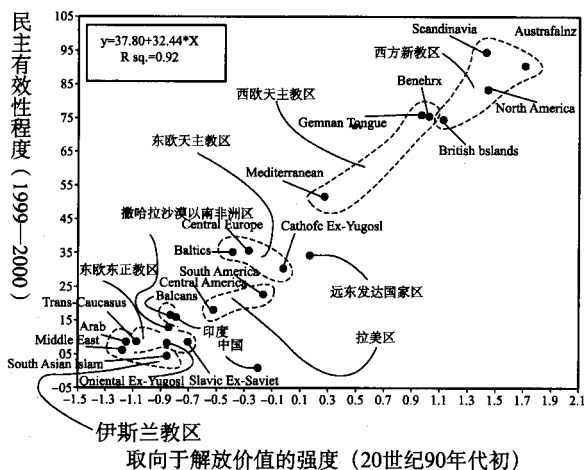 民主有效性程度（1999—2000）
105
95
85
75
65
55
45
35
25
15
05
-05
y=37.80+32.44*X
R sq.=0.92
Scandinavia
Austrafalnz
西方新教区
Benehrx
西欧天主教区
North America
Gemnan Tangue
British bslands
东欧天主教区
Mediterranean
撒哈拉沙漠以南非洲区
Central Europe
Cathofc Ex-Yugosl
Baltics
South America
东欧东正教区
Central America
远东发达国家区
Balcans
Trans-Caucasus
印度
拉美区
Arab
中国
Middle East
South Asian Islam
Oniental Ex-Yugosl
Slavic Ex-Saviet
-1.5 -1.3 -1.1 -0.9 -0.7 -0.5 -0.3 -1.5 0.1 0.3 0.5 0.7 0.9 1.1 1.3 1.5 1.7 1.9 2.1
伊斯兰教区
取向于解放价值的强度（20世纪90年代初）